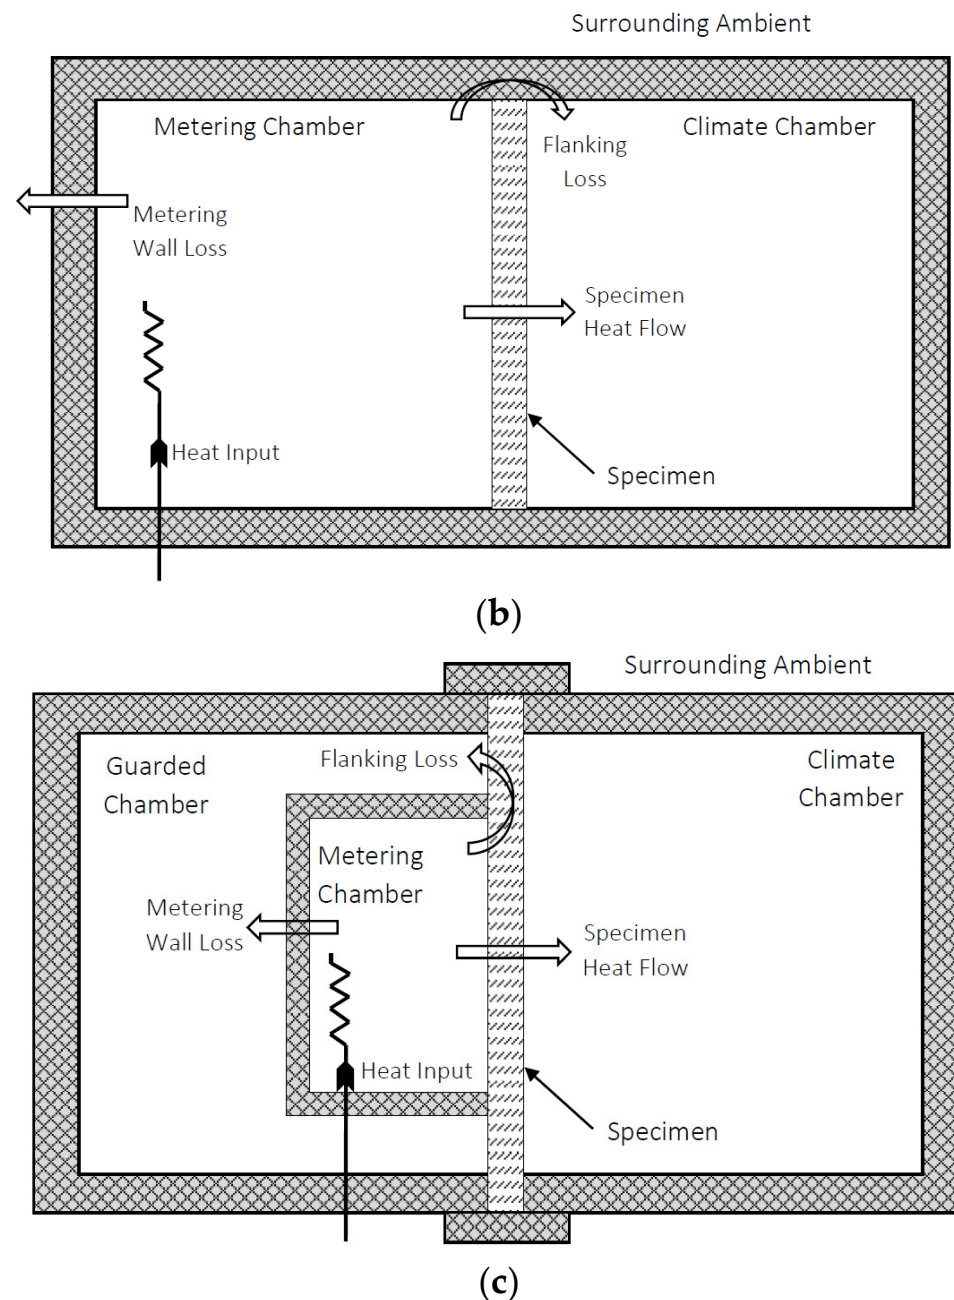 Surrounding Ambient
Metering Chamber
Climate Chamber
Flanking
Loss
Metering
Wall Loss
Specimen
Heat Flow
Heat Input
Specimen
(b)
Surrounding Ambient
Flanking Loss
Guarded
Chamber
Climate
Chamber
Metering
Chamber
Metering
Wall Loss
Specimen
Heat Flow
Heat Input
Specimen
(c)